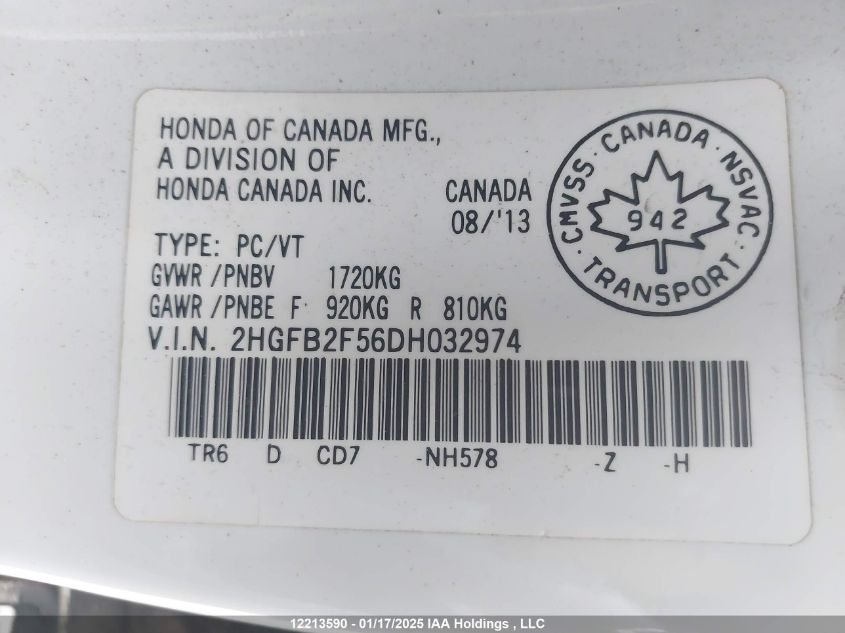 HONDA OF CANADA MFG.,
A DIVISION OF
HONDA CANADA INC. CANADA
08/'13
TYPE: PC/VT
GVWR/PNBV 1720KG
GAWR/PNBE F 920KG R 810KG
V.I.N. 2HGFB2F56DH032974
TR6 D CD7 -NH578 -Z -H
CANADA · NSVAC · TRANSPORT · CMVSS ·
942
12213590 - 01/17/2025 IAA Holdings , LLC